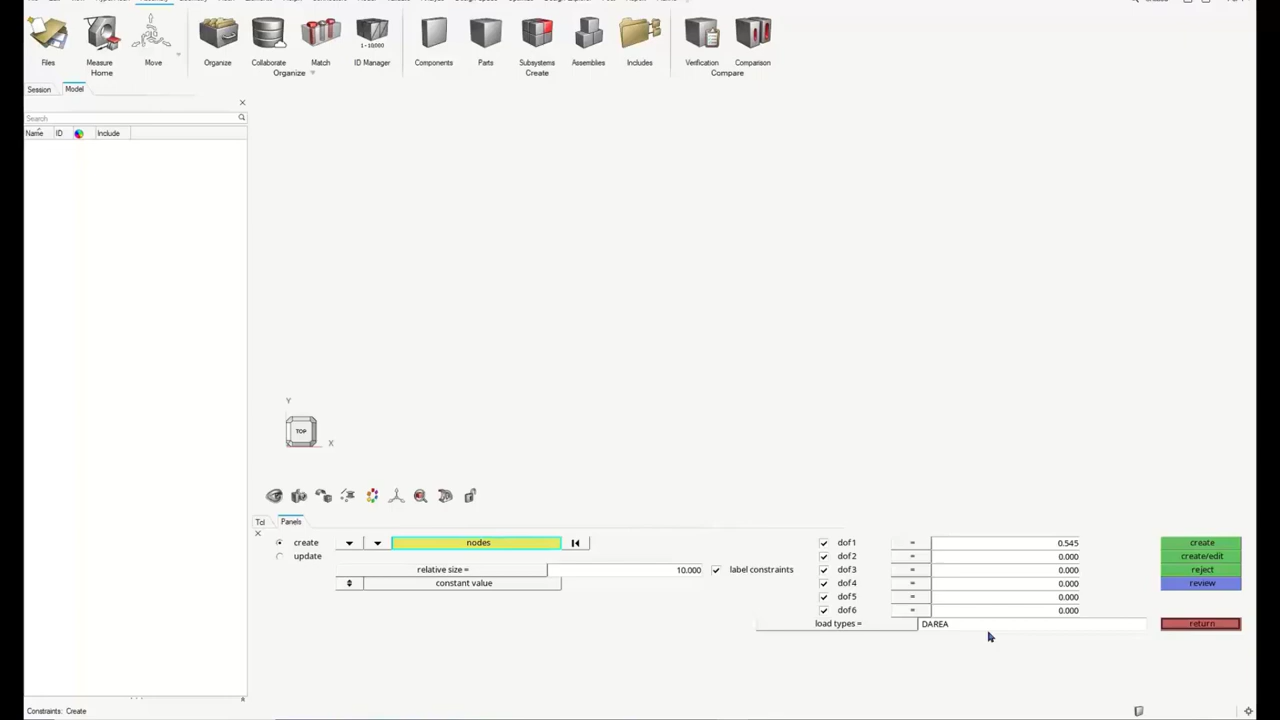 Files
Measure
Move
Organize
Collaborate
Match
ID Manager
Components
Parts
Subsystems
Assemblies
Includes
Verification
Comparison
Home
Organize
Create
Compare
1 - 10,000
Session
Model
Search
Name
ID
Include
Y
TOP
X
Tcl
Panels
create
nodes
dof1
=
0.545
create
update
dof2
=
0.000
create/edit
relative size =
10.000
label constraints
dof3
=
0.000
reject
constant value
dof4
=
0.000
review
dof5
=
0.000
dof6
=
0.000
load types =
DAREA
return
Constraints: Create